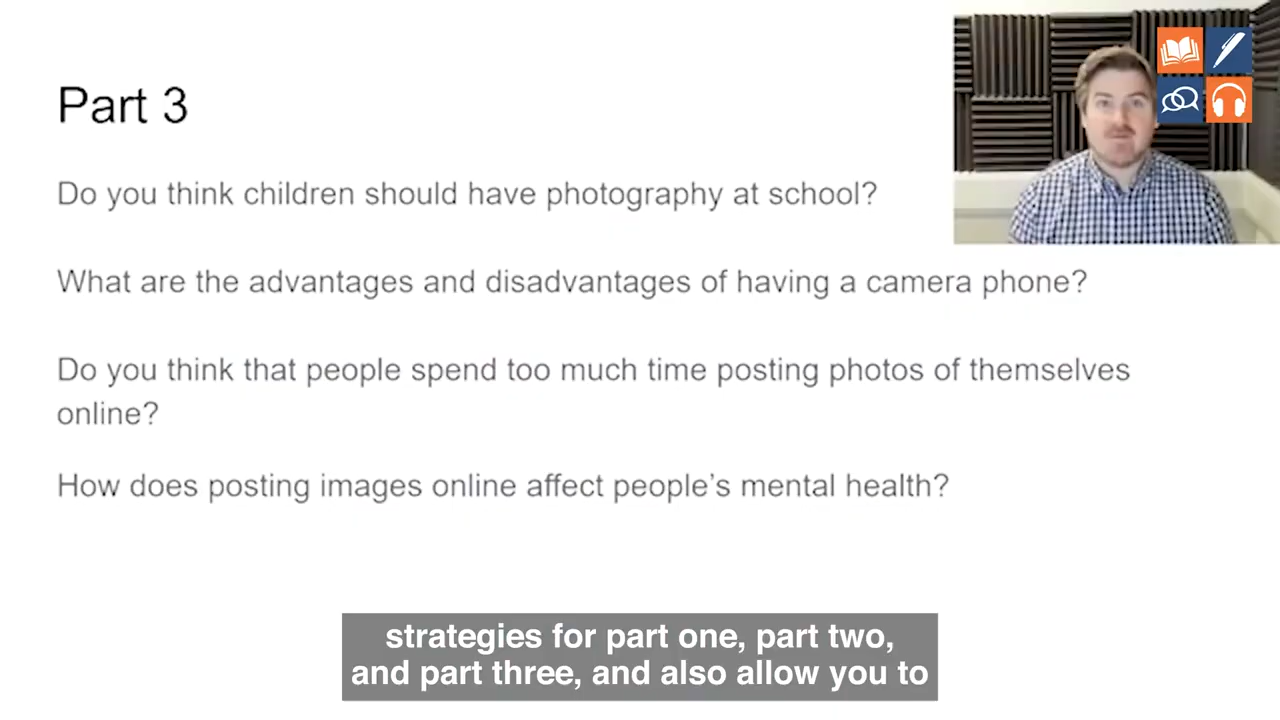 Part 3
Do you think children should have photography at school?
What are the advantages and disadvantages of having a camera phone?
Do you think that people spend too much time posting photos of themselves
online?
How does posting images online affect people’s mental health?
strategies for part one, part two,
and part three, and also allow you to